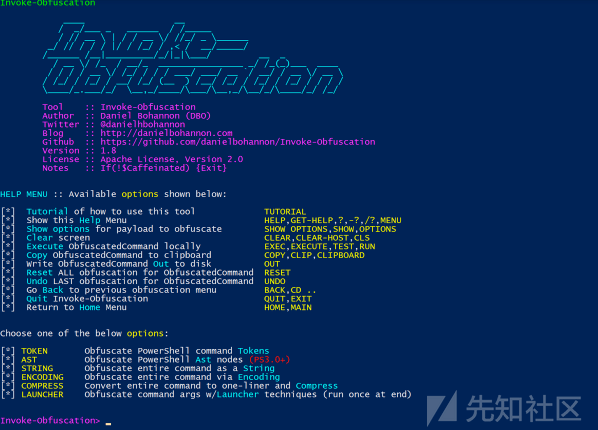 Invoke-Obfuscation
Invoke-
Obfuscation
Tool :: Invoke-Obfuscation
Author :: Daniel Bohannon (DBO)
Twitter :: @danielhbohannon
Blog :: http://danielbohannon.com
Github :: https://github.com/danielbohannon/Invoke-Obfuscation
Version :: 1.8
License :: Apache License, Version 2.0
Notes :: If(!$Caffeinated) {Exit}
HELP MENU :: Available options shown below:
[*] Tutorial of how to use this tool TUTORIAL
[*] Show this Help Menu HELP,GET-HELP,?,-?,/?,MENU
[*] Show options for payload to obfuscate SHOW OPTIONS,SHOW,OPTIONS
[*] Clear screen CLEAR,CLEAR-HOST,CLS
[*] Execute ObfuscatedCommand locally EXEC,EXECUTE,TEST,RUN
[*] Copy ObfuscatedCommand to clipboard COPY,CLIP,CLIPBOARD
[*] Write ObfuscatedCommand Out to disk OUT
[*] Reset ALL obfuscation for ObfuscatedCommand RESET
[*] Undo LAST obfuscation for ObfuscatedCommand UNDO
[*] Go Back to previous obfuscation menu BACK,CD ..
[*] Quit Invoke-Obfuscation QUIT,EXIT
[*] Return to Home Menu HOME,MAIN
Choose one of the below options:
[*] TOKEN Obfuscate PowerShell command Tokens
[*] AST Obfuscate PowerShell Ast nodes (PS3.0+)
[*] STRING Obfuscate entire command as a String
[*] ENCODING Obfuscate entire command via Encoding
[*] COMPRESS Convert entire command to one-liner and Compress
[*] LAUNCHER Obfuscate command args w/Launcher techniques (run once at end)
Invoke-Obfuscation> _
先知社区